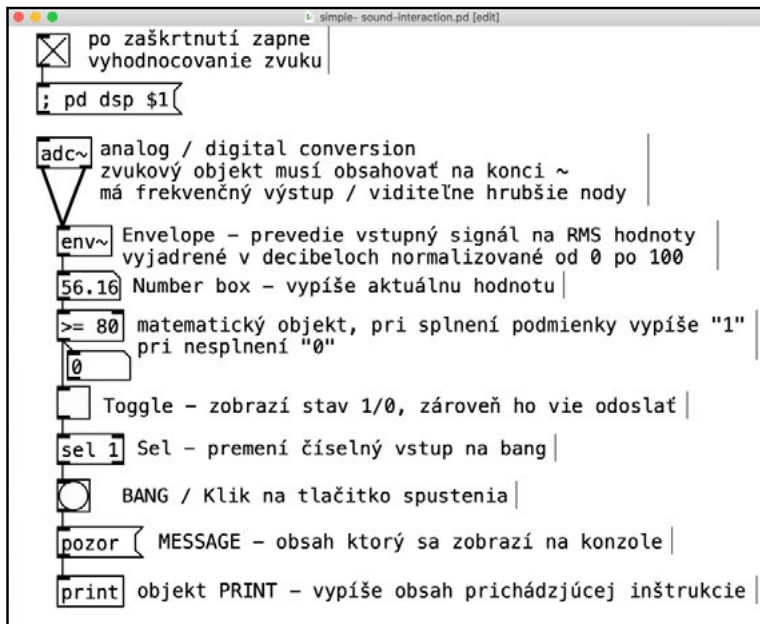 simple- sound-interaction.pd [edit]
po zaškrtnutí zapne
vyhodnocovanie zvuku
; pd dsp $1
adc~
analog / digital conversion
zvukový objekt musí obsahovať na konci ~
má frekvenčný výstup / viditeľne hrubšie nody
env~
Envelope – prevedie vstupný signál na RMS hodnoty
vyjadrené v decibeloch normalizované od 0 po 100
56.16
Number box – vypíše aktuálnu hodnotu
>= 80
matematický objekt, pri splnení podmienky vypíše "1"
pri nesplnení "0"
0
Toggle – zobrazí stav 1/0, zároveň ho vie odoslať
sel 1
Sel – premení číselný vstup na bang
BANG / Klik na tlačitko spustenia
pozor
MESSAGE – obsah ktorý sa zobrazí na konzole
print
objekt PRINT – vypíše obsah prichádzjúcej inštrukcie